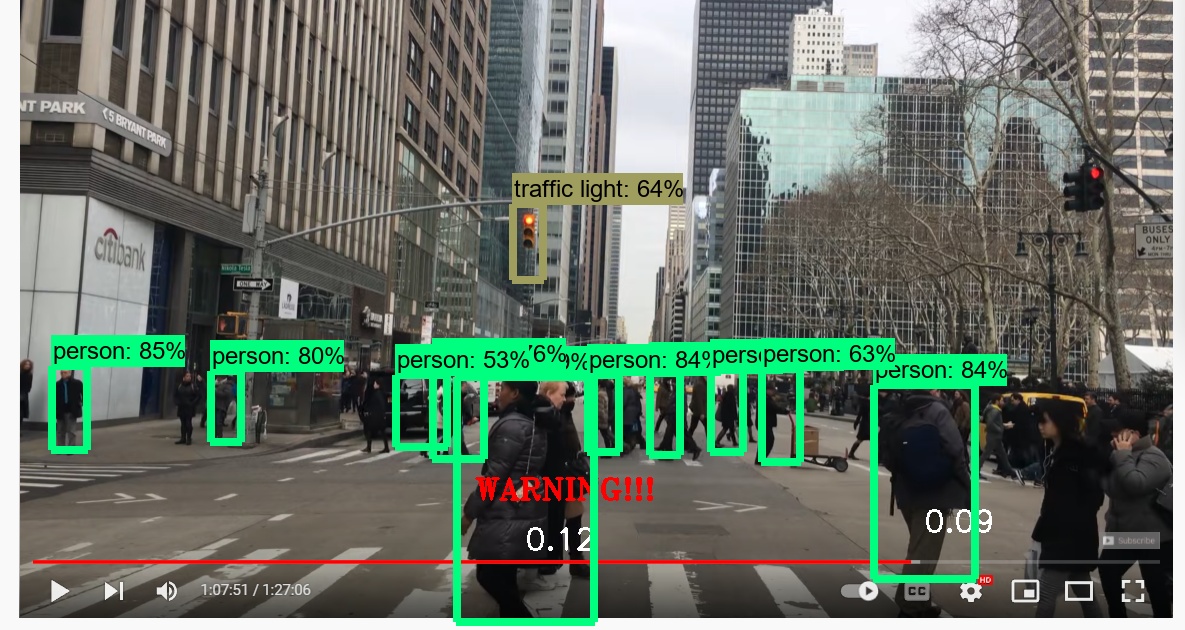 NT PARK
< 5 BRYANT PARK
citibank
ONE WAY
traffic light: 64%
BUSES
ONLY
person: 85%
person: 80%
person: 53%
76%
0%
person: 84%
pers
person: 63%
person: 84%
WARNING!!!
0.12
0.09
Subscribe
1:07:51 / 1:27:06
CC
HD